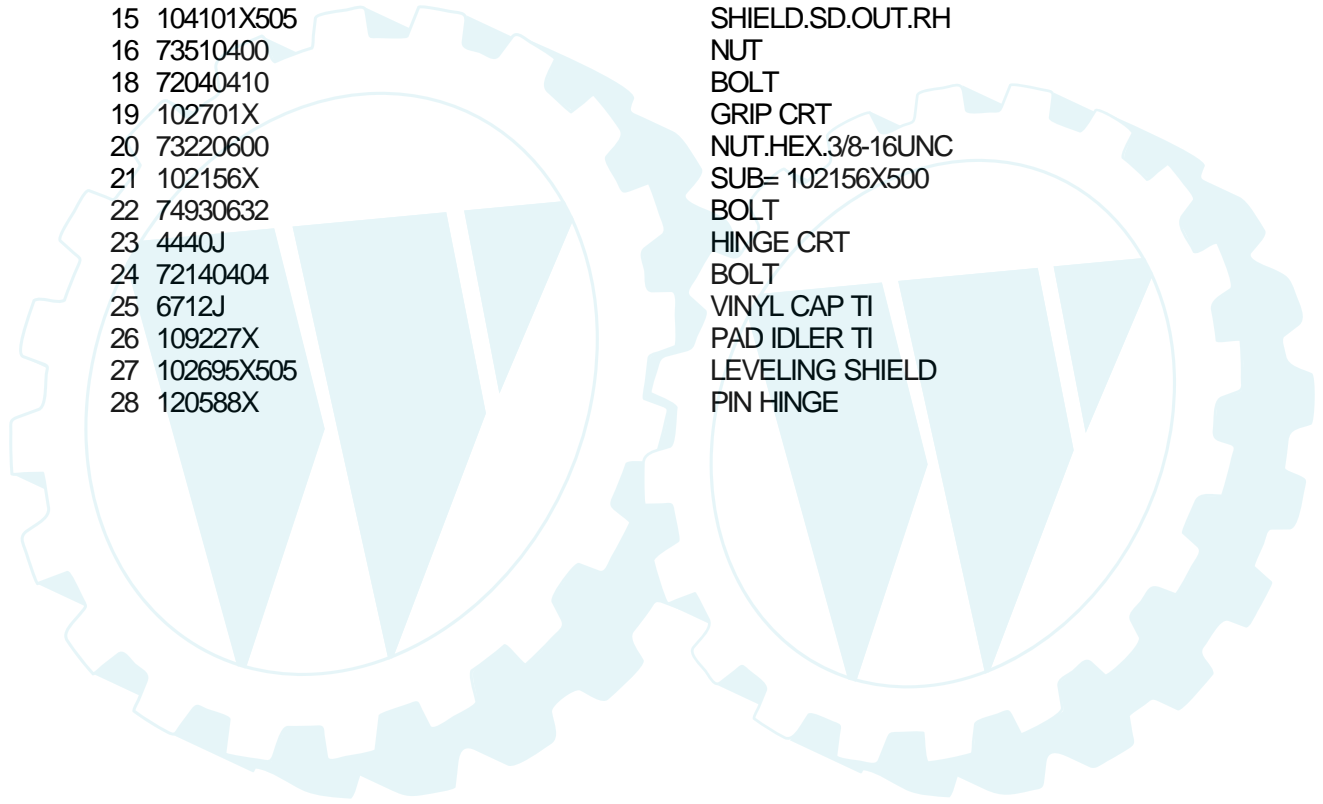 15 104101X505 SHIELD.SD.OUT.RH
16 73510400 NUT
18 72040410 BOLT
19 102701X GRIP CRT
20 73220600 NUT.HEX.3/8-16UNC
21 102156X SUB= 102156X500
22 74930632 BOLT
23 4440J HINGE CRT
24 72140404 BOLT
25 6712J VINYL CAP TI
26 109227X PAD IDLER TI
27 102695X505 LEVELING SHIELD
28 120588X PIN HINGE